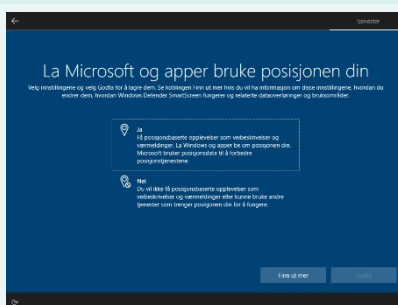 Tjenester
La Microsoft og apper bruke posisjonen din
Velg innstillingene og velg Godta for å lagre dem. Se koblingen Finn ut mer hvis du vil ha informasjon om disse innstillingene, hvordan du
endrer dem, hvordan Windows Defender SmartScreen fungerer og relaterte dataoverføringer og bruksområder.
Ja
Få posisjonsbaserte opplevelser som veibeskrivelser og
værmeldinger. La Windows og apper be om posisjonen din.
Microsoft bruker posisjonsdata til å forbedre
posisjonstjenestene.
Nei
Du vil ikke få posisjonsbaserte opplevelser som
veibeskrivelser og værmeldinger eller kunne bruke andre
tjenester som trenger posisjonen din for å fungere.
Finn ut mer
Godta